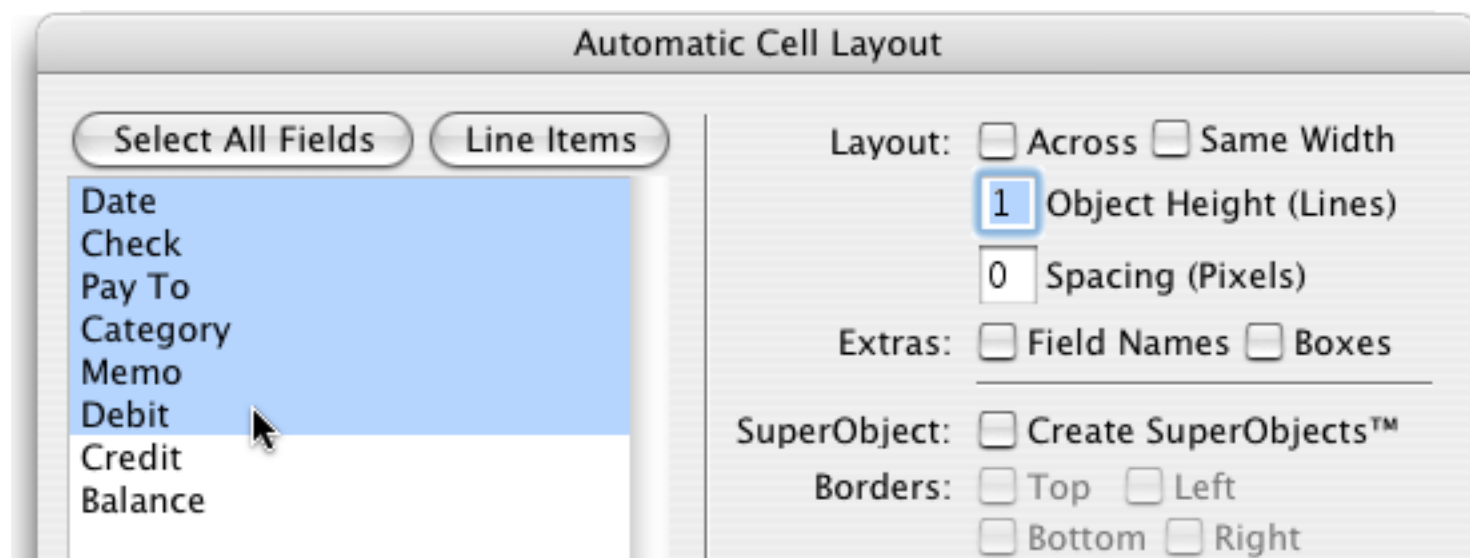 Automatic Cell Layout
Select All Fields
Line Items
Date
Check
Pay To
Category
Memo
Debit
Credit
Balance
Layout: Across Same Width
1 Object Height (Lines)
0 Spacing (Pixels)
Extras: Field Names Boxes
SuperObject: Create SuperObjects™
Borders: Top Left
Bottom Right